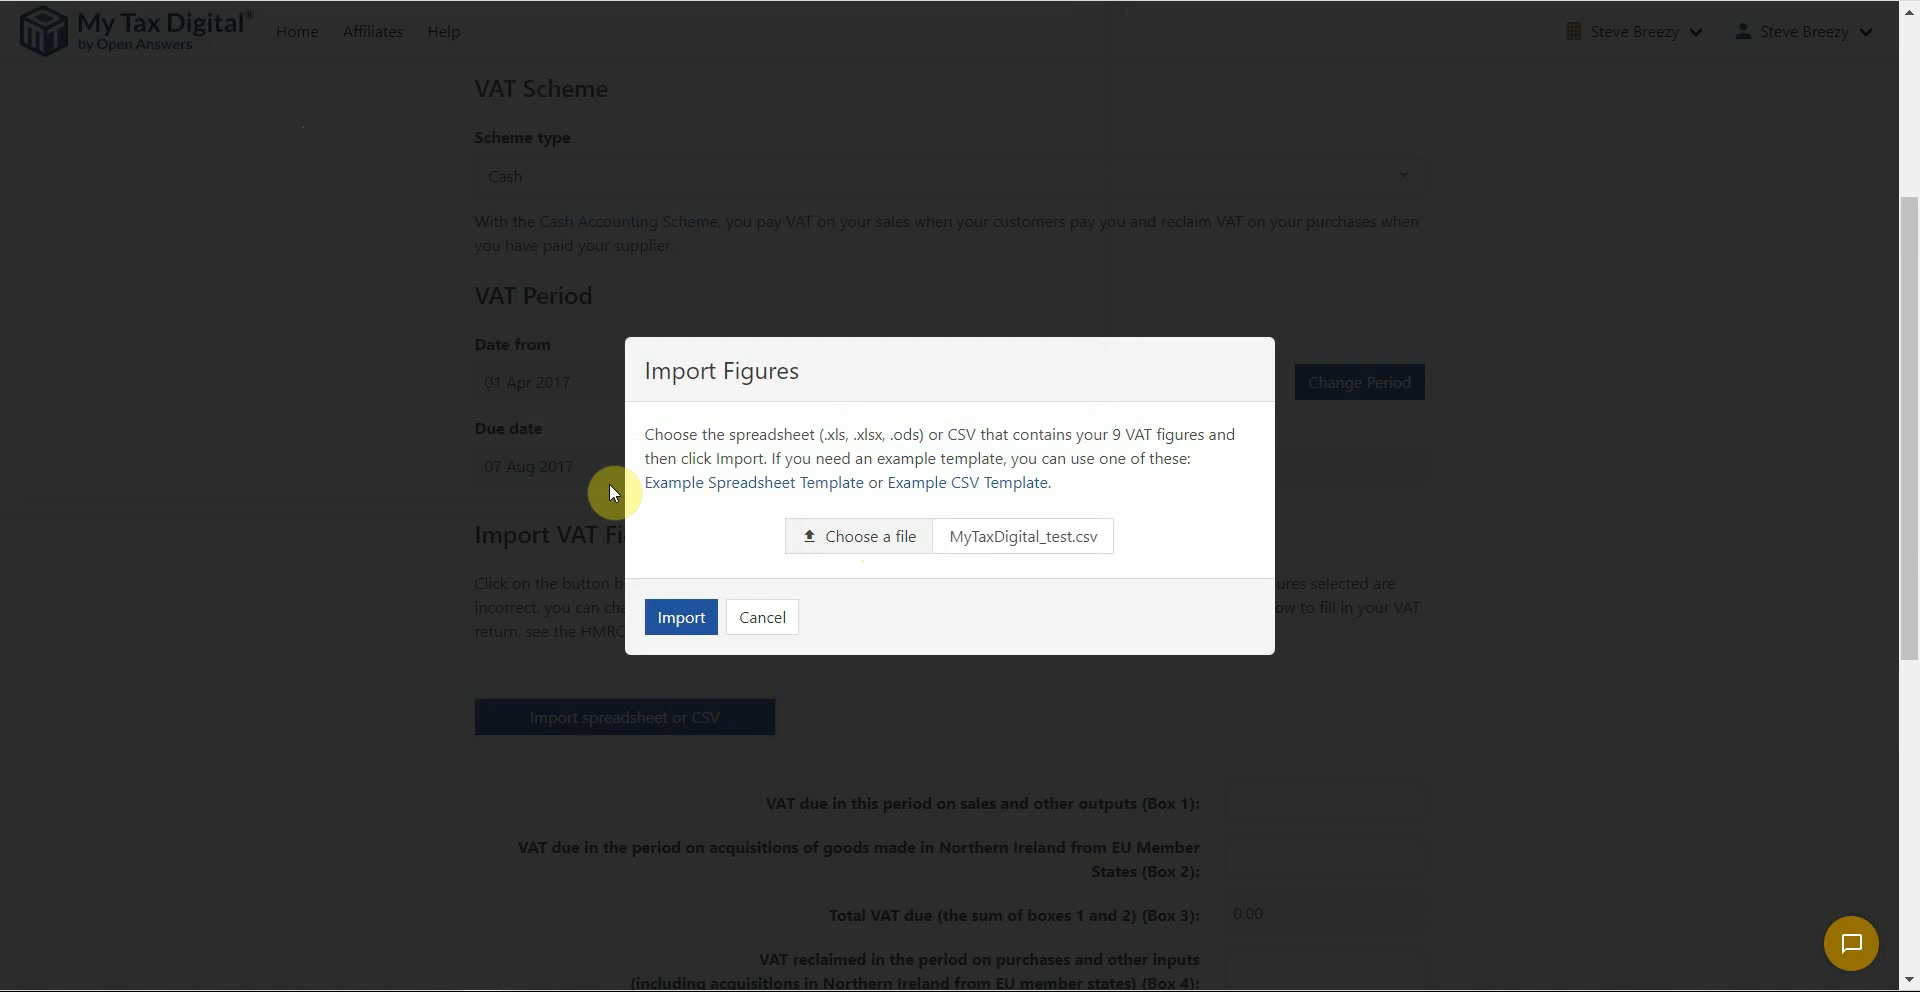 My Tax Digital®
by Open Answers
Home Affiliates Help
Steve Breezy Steve Breezy
VAT Scheme
Scheme type
Cash
With the Cash Accounting Scheme, you pay VAT on your sales when your customers pay you and reclaim VAT on your purchases when
you have paid your supplier.
VAT Period
Date from
01 Apr 2017
Change Period
Due date
07 Aug 2017
Import Figures
Choose the spreadsheet (.xls, .xlsx, .ods) or CSV that contains your 9 VAT figures and
then click Import. If you need an example template, you can use one of these:
Example Spreadsheet Template or Example CSV Template.
Choose a file MyTaxDigital_test.csv
Import Cancel
Import VAT Fi
Click on the button b ures selected are
incorrect, you can cha ow to fill in your VAT
return, see the HMRC
Import spreadsheet or CSV
VAT due in this period on sales and other outputs (Box 1):
VAT due in the period on acquisitions of goods made in Northern Ireland from EU Member
States (Box 2):
Total VAT due (the sum of boxes 1 and 2) (Box 3): 0.00
VAT reclaimed in the period on purchases and other inputs
(including acquisitions in Northern Ireland from EU member states) (Box 4):